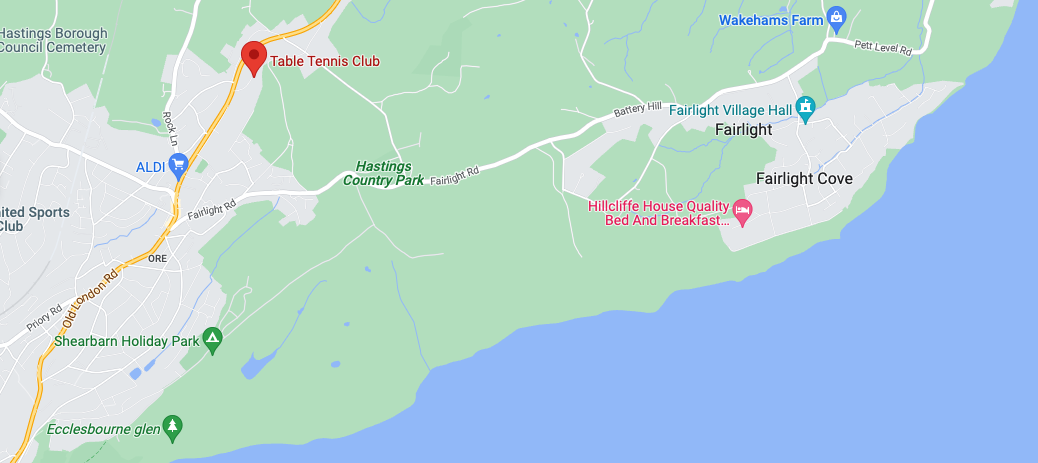 Hastings Borough
Council Cemetery
Wakehams Farm
Pett Level Rd
Table Tennis Club
Rock Ln
Battery Hill
Fairlight Village Hall
Fairlight
ALDI
Hastings
Country Park
Fairlight Rd
Fairlight Cove
Fairlight Rd
ited Sports
Club
Hillcliffe House Quality
Bed And Breakfast...
ORE
Old London Rd
Priory Rd
Shearbarn Holiday Park
Ecclesbourne glen